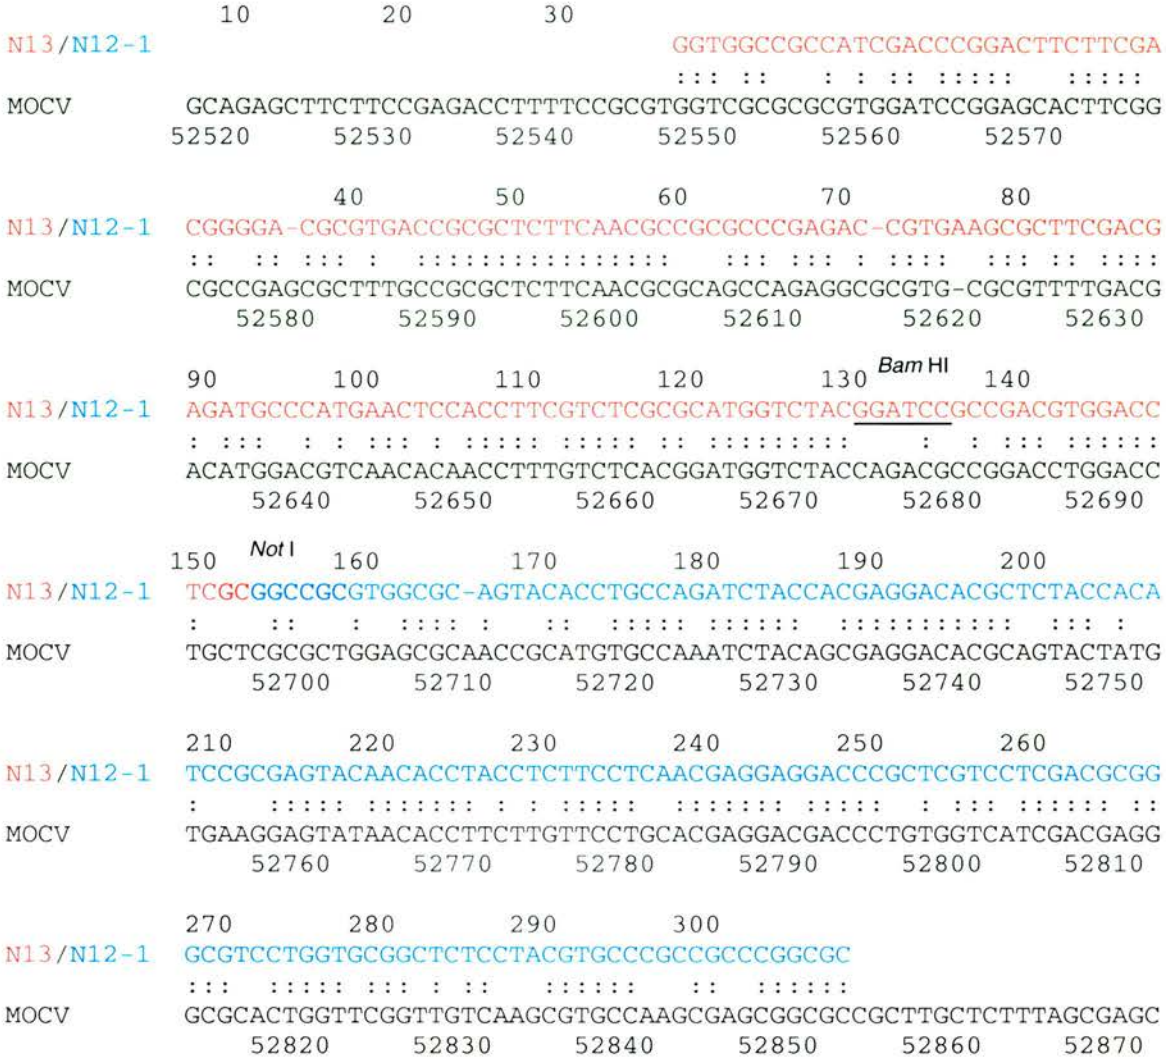 10 20 30
N13/N12-1 GGTGGCCGCCATCGACCCGGACTTCTTCGA
::: :: : : :: ::::: :::::
MOCV GCAGAGCTTCTTCCGAGACCTTTTCCGCGTGGTCGCGCGCGTGGATCCGGAGCACTTCGG
52520 52530 52540 52550 52560 52570
40 50 60 70 80
N13/N12-1 CGGGGA-CGCGTGACCGCGCTCTTCAACGCCGCGCCCGAGAC-CGTGAAGCGCTTCGACG
:: :: ::: : :::::::::::::::: ::: ::: : :::: ::: :: ::::
MOCV CGCCGAGCGCTTTGCCGCGCTCTTCAACGCGCAGCCAGAGGCGCGTG-CGCGTTTTGACG
52580 52590 52600 52610 52620 52630
90 100 110 120 130 Bam HI 140
N13/N12-1 AGATGCCCATGAACTCCACCTTCGTCTCGCGCATGGTCTACGGATCCGCCGACGTGGACC
: ::: : : ::: : ::::: :::::: : ::::::::: : : ::: ::::::
MOCV ACATGGACGTCAACACAACCTTTGTCTCACGGATGGTCTACCAGACGCCGGACCTGGACC
52640 52650 52660 52670 52680 52690
150 Not I 160 170 180 190 200
N13/N12-1 TCGCGGCCGCGTGGCGC-AGTACACCTGCCAGATCTACCACGAGGACACGCTCTACCACA
: :: : :::: : :: ::::: ::::::: ::::::::::: ::: :
MOCV TGCTCGCGCTGGAGCGCAACCGCATGTGCCAAATCTACAGCGAGGACACGCAGTACTATG
52700 52710 52720 52730 52740 52750
210 220 230 240 250 260
N13/N12-1 TCCGCGAGTACAACACCTACCTCTTCCTCAACGAGGAGGACCCGCTCGTCCTCGACGCGG
: ::::: ::::::: : : ::::: ::::::: ::::: : ::: :::::: ::
MOCV TGAAGGAGTATAACACCTTCTTGTTCCTGCACGAGGACGACCCTGTGGTCATCGACGAGG
52760 52770 52780 52790 52800 52810
270 280 290 300
N13/N12-1 GCGTCCTGGTGCGGCTCTCCTACGTGCCCGCCGCCCGGCGC
::: ::::: ::: : :: :::::: :: ::::::
MOCV GCGCACTGGTTCGGTTGTCAAGCGTGCCAAGCGAGCGGCGCCGCTTGCTCTTTAGCGAGC
52820 52830 52840 52850 52860 52870